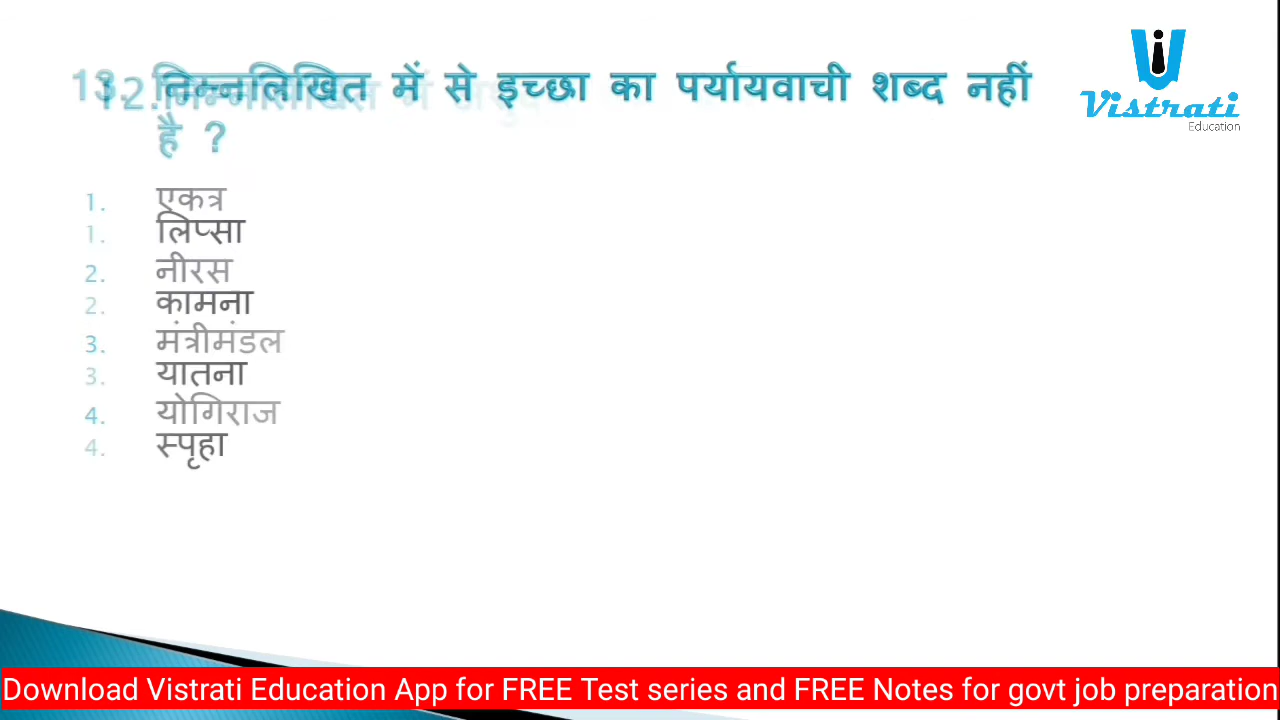 13. निम्नलिखित में से इच्छा का पर्यायवाची शब्द नहीं
है ?
12.
1. एकत्र
1. लिप्सा
2. नीरस
2. कामना
3. मंत्रीमंडल
3. यातना
4. योगिराज
4. स्पृहा
Vistrati
Education
Download Vistrati Education App for FREE Test series and FREE Notes for govt job preparation